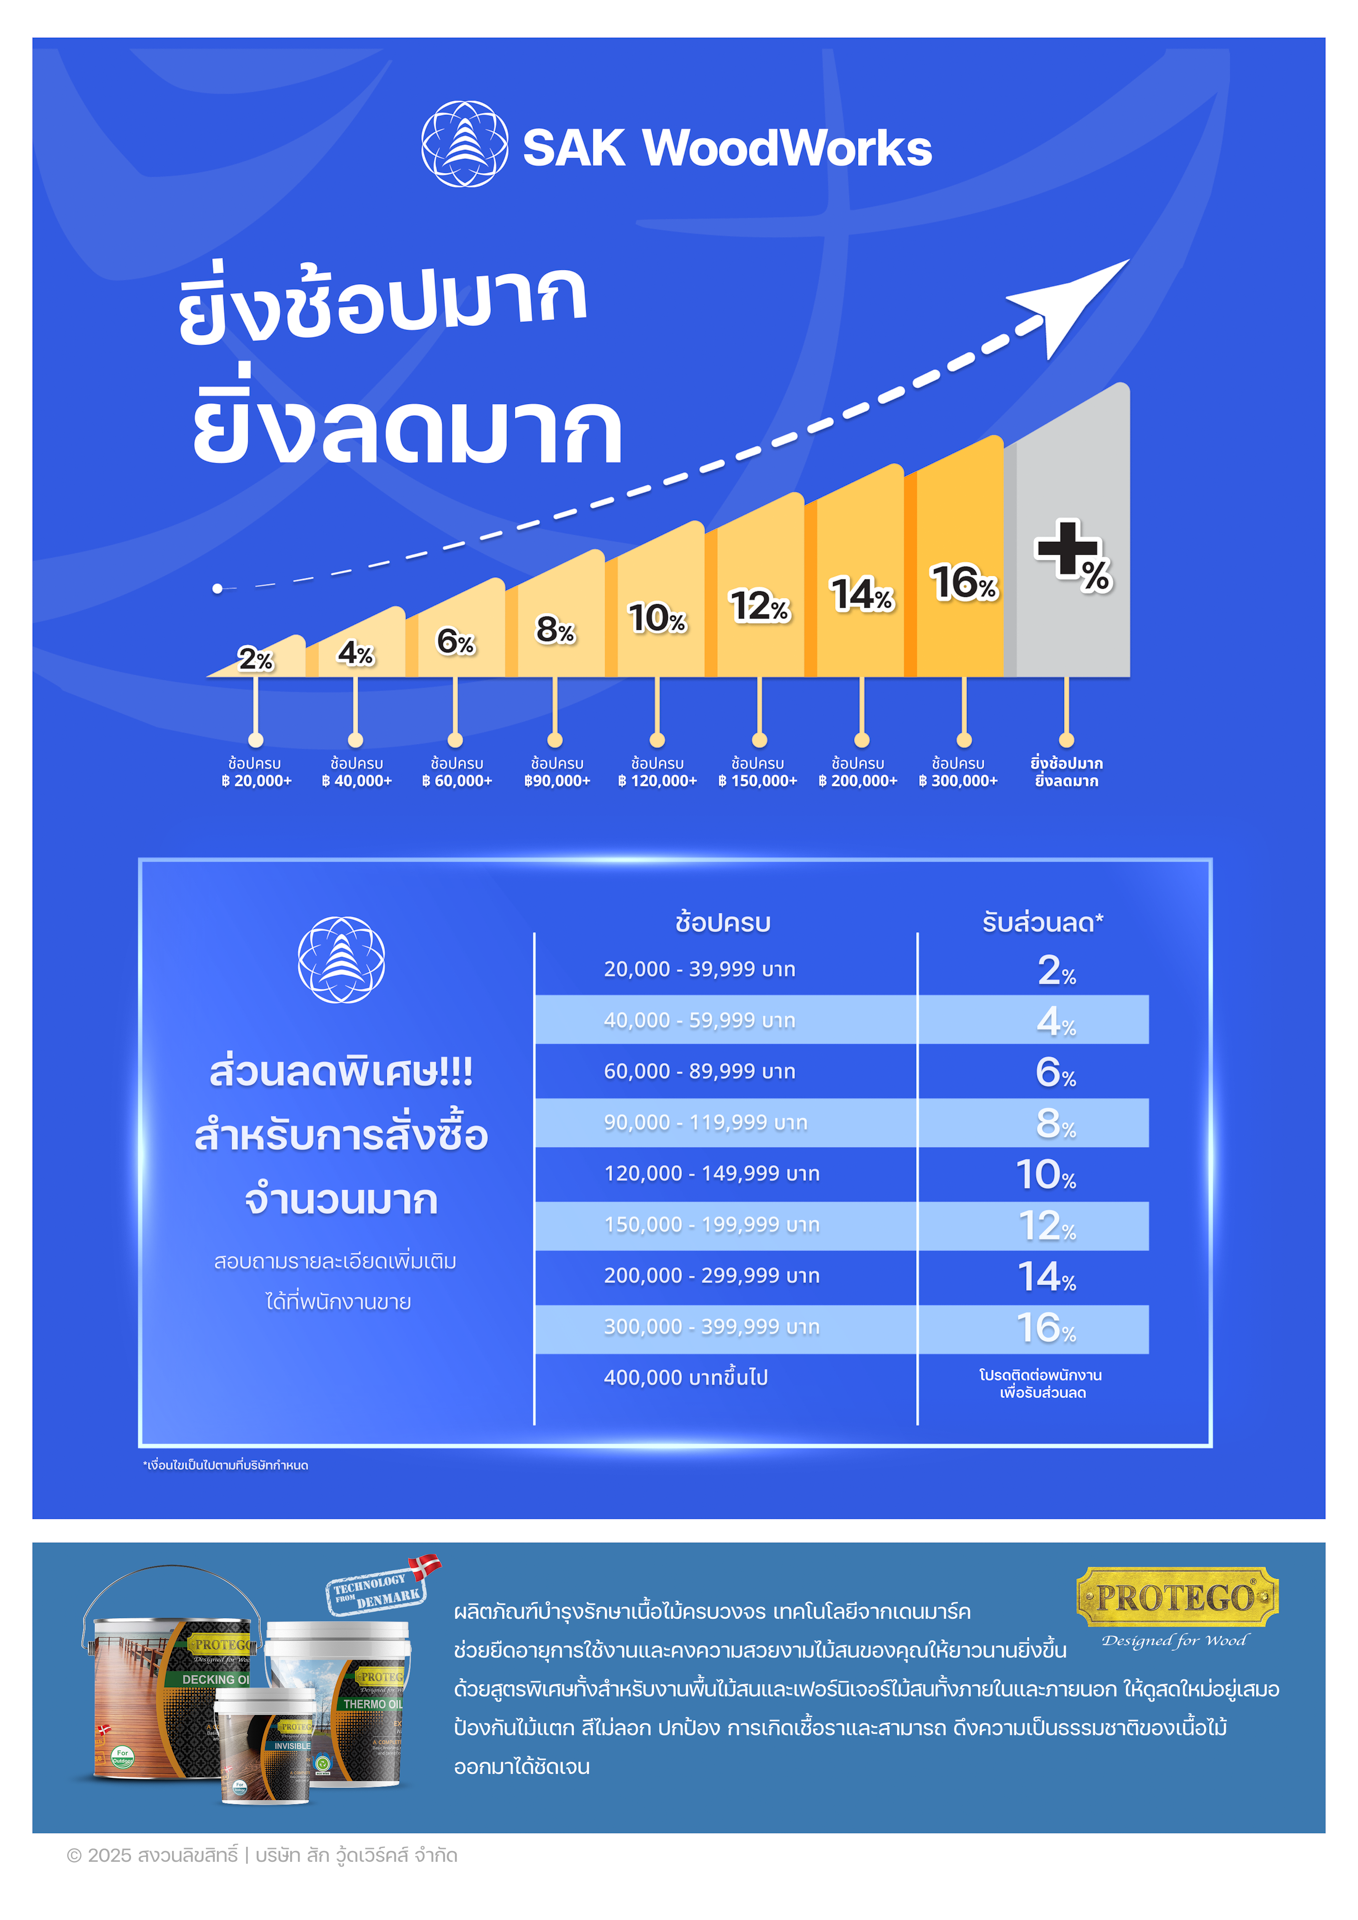 SAK WoodWorks
ยิ่งช้อปมาก
ยิ่งลดมาก
2%
4%
6%
8%
10%
12%
14%
16%
+%
ช้อปครบ
฿ 20,000+
ช้อปครบ
฿ 40,000+
ช้อปครบ
฿ 60,000+
ช้อปครบ
฿90,000+
ช้อปครบ
฿ 120,000+
ช้อปครบ
฿ 150,000+
ช้อปครบ
฿ 200,000+
ช้อปครบ
฿ 300,000+
ยิ่งช้อปมาก
ยิ่งลดมาก
ส่วนลดพิเศษ!!!
สำหรับการสั่งซื้อ
จำนวนมาก
สอบถามรายละเอียดเพิ่มเติม
ได้ที่พนักงานขาย
ช้อปครบ รับส่วนลด*
20,000 - 39,999 บาท 2%
40,000 - 59,999 บาท 4%
60,000 - 89,999 บาท 6%
90,000 - 119,999 บาท 8%
120,000 - 149,999 บาท 10%
150,000 - 199,999 บาท 12%
200,000 - 299,999 บาท 14%
300,000 - 399,999 บาท 16%
400,000 บาทขึ้นไป โปรดติดต่อพนักงาน
เพื่อรับส่วนลด
*เงื่อนไขเป็นไปตามที่บริษัทกำหนด
TECHNOLOGY
FROM DENMARK
PROTEGO
DECKING OI
For
Outdoor
PROTEG
THERMO OIL
PROTEG
INVISIBLE
ผลิตภัณฑ์บำรุงรักษาเนื้อไม้ครบวงจร เทคโนโลยีจากเดนมาร์ค
ช่วยยืดอายุการใช้งานและคงความสวยงามไม้สนของคุณให้ยาวนานยิ่งขึ้น
ด้วยสูตรพิเศษทั้งสำหรับงานพื้นไม้สนและเฟอร์นิเจอร์ไม้สนทั้งภายในและภายนอก ให้ดูสดใหม่อยู่เสมอ
ป้องกันไม้แตก สีไม่ลอก ปกป้อง การเกิดเชื้อราและสามารถ ดึงความเป็นธรรมชาติของเนื้อไม้
ออกมาได้ชัดเจน
PROTEGO®
Designed for Wood
© 2025 สงวนลิขสิทธิ์ | บริษัท สัก วู้ดเวิร์คส์ จำกัด